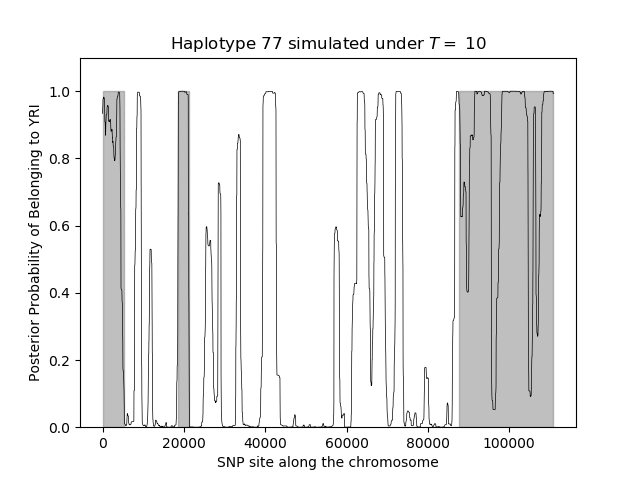 Haplotype 77 simulated under T = 10
Posterior Probability of Belonging to YRI
1.0
0.8
0.6
0.4
0.2
0.0
0 20000 40000 60000 80000 100000
SNP site along the chromosome